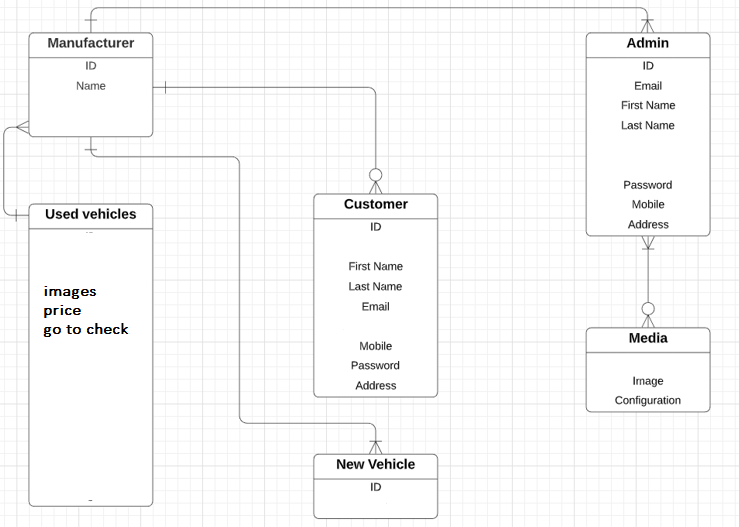 Manufacturer
ID
Name
Admin
ID
Email
First Name
Last Name
Password
Mobile
Address
Used vehicles
images
price
go to check
Customer
ID
First Name
Last Name
Email
Mobile
Password
Address
Media
Image
Configuration
New Vehicle
ID